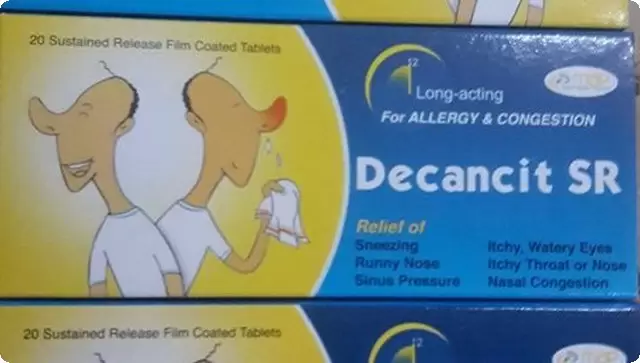 20 Sustained Release Film Coated Tablets
12
Long-acting
For ALLERGY & CONGESTION
Decancit SR
Relief of
Sneezing
Itchy, Watery Eyes
Runny Nose
Itchy Throat or Nose
Sinus Pressure
Nasal Congestion
20 Sustained Release Film Coated Tablets
12